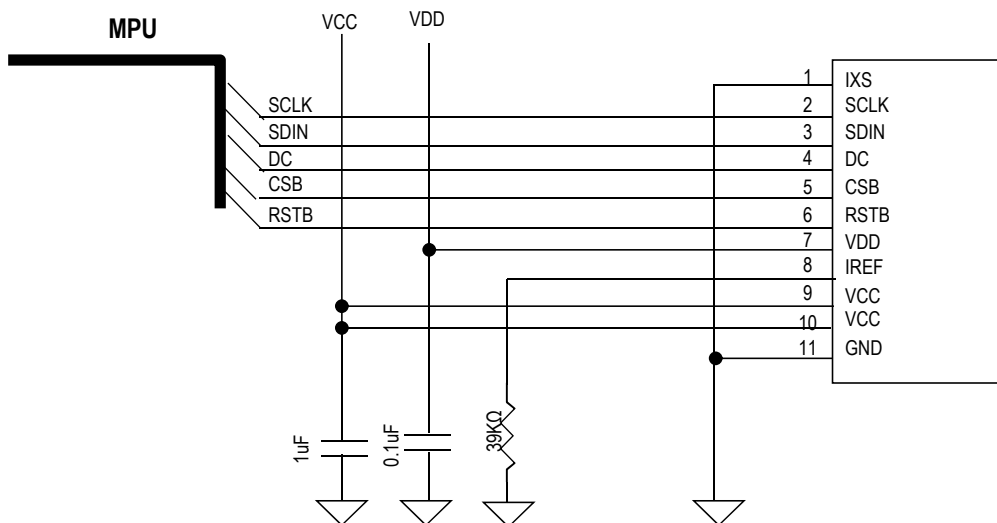 MPU
VCC
VDD
SCLK
SDIN
DC
CSB
RSTB
1 IXS
2 SCLK
3 SDIN
4 DC
5 CSB
6 RSTB
7 VDD
8 IREF
9 VCC
10 VCC
11 GND
1uF
0.1uF
39KΩ